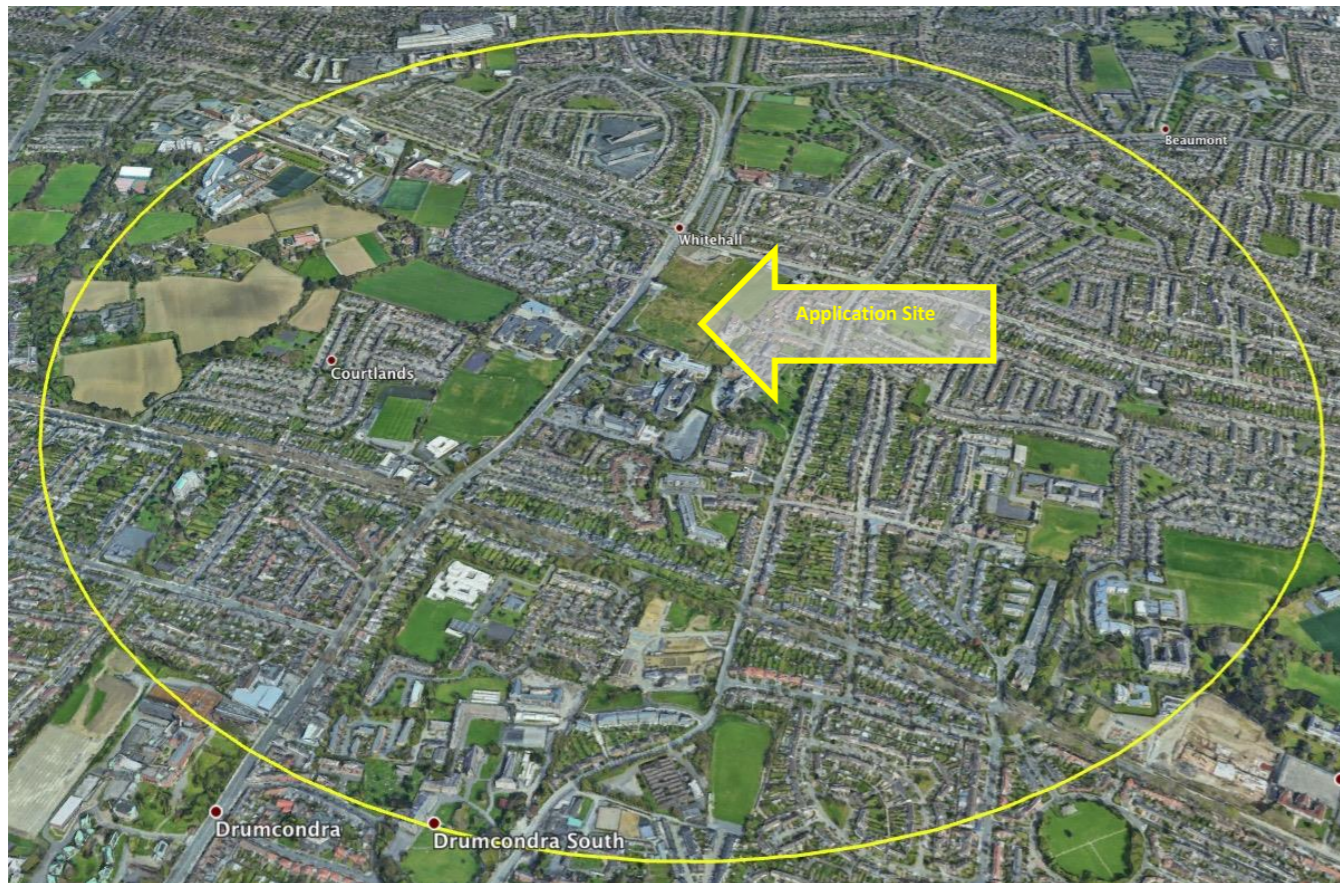 Beaumont
Whitehall
Application Site
Courtlands
Drumcondra
Drumcondra South